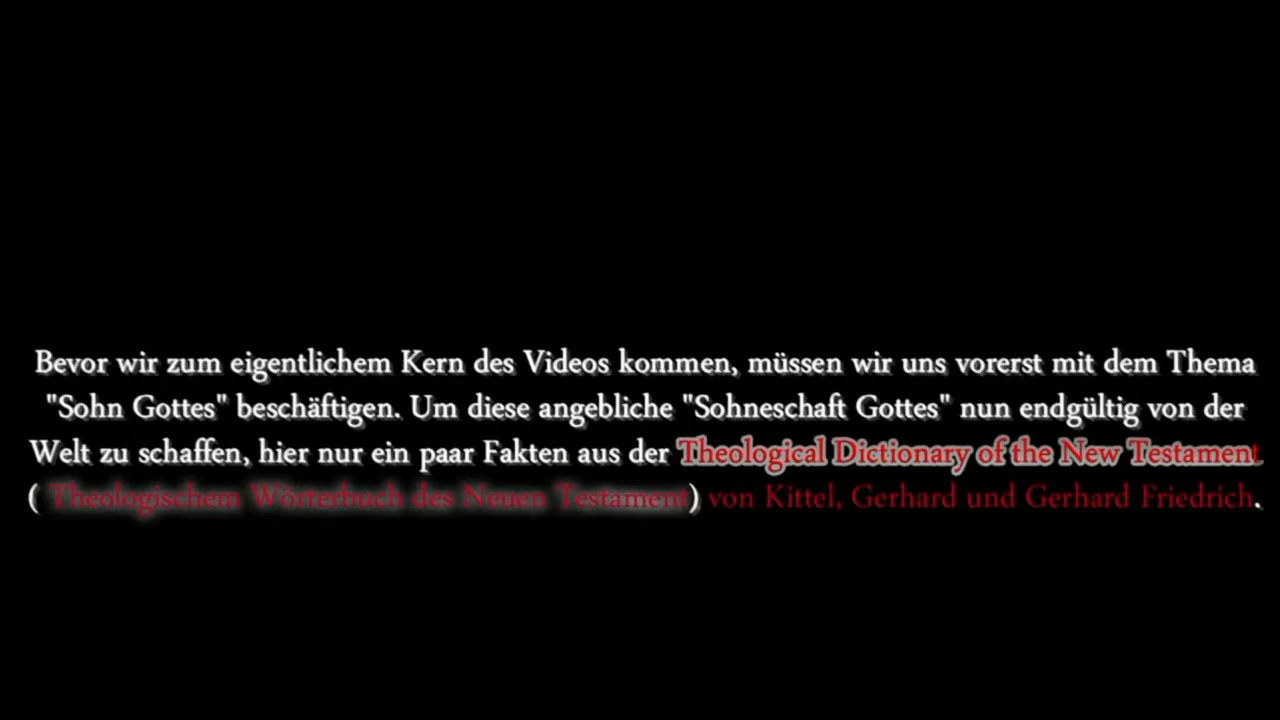 Bevor wir zum eigentlichem Kern des Videos kommen, müssen wir uns vorerst mit dem Thema
"Sohn Gottes" beschäftigen. Um diese angebliche "Sohneschaft Gottes" nun endgültig von der
Welt zu schaffen, hier nur ein paar Fakten aus der Theological Dictionary of the New Testament
( Theologischem Wörterbuch des Neuen Testament) von Kittel, Gerhard und Gerhard Friedrich.